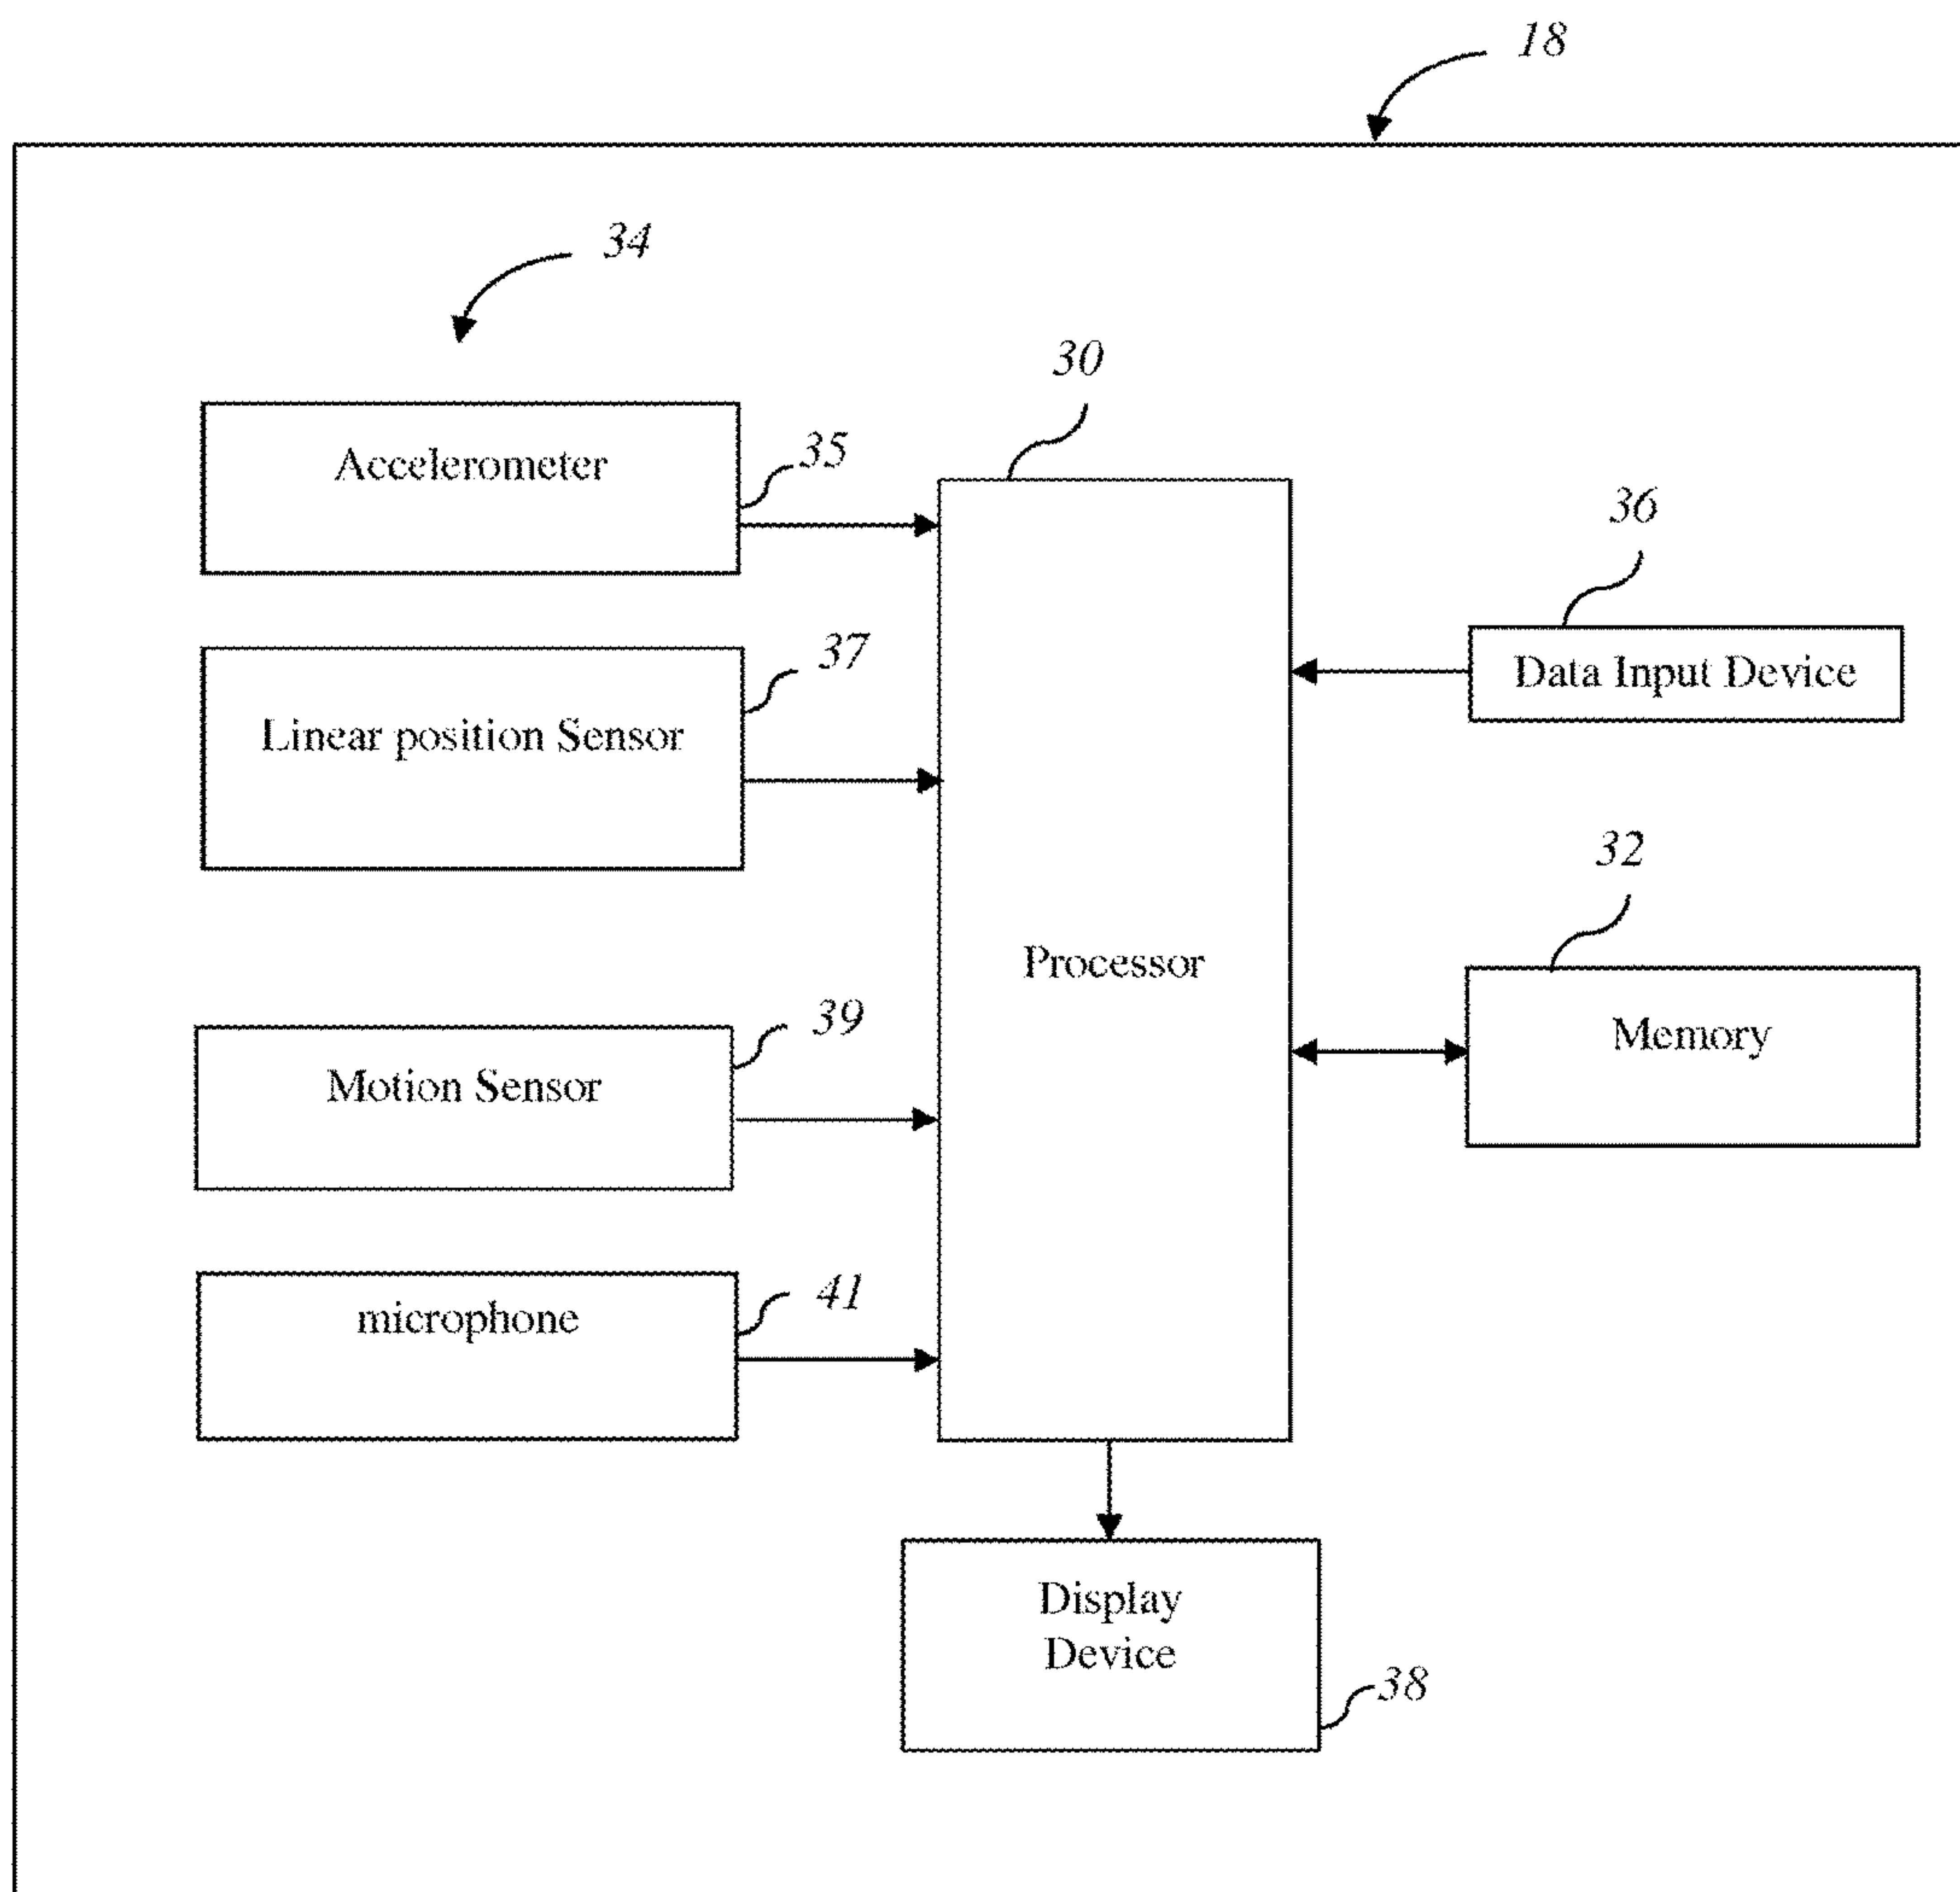 18
34
30
Accelerometer
35
36
Data Input Device
37
Linear position Sensor
32
Processor
Memory
39
Motion Sensor
41
microphone
Display
Device
38